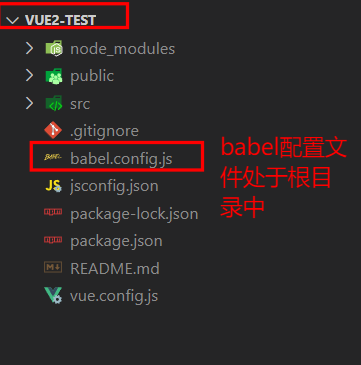 VUE2-TEST
node_modules
public
src
.gitignore
babel.config.js
babel配置文
件处于根目
录中
jsconfig.json
package-lock.json
package.json
README.md
vue.config.js